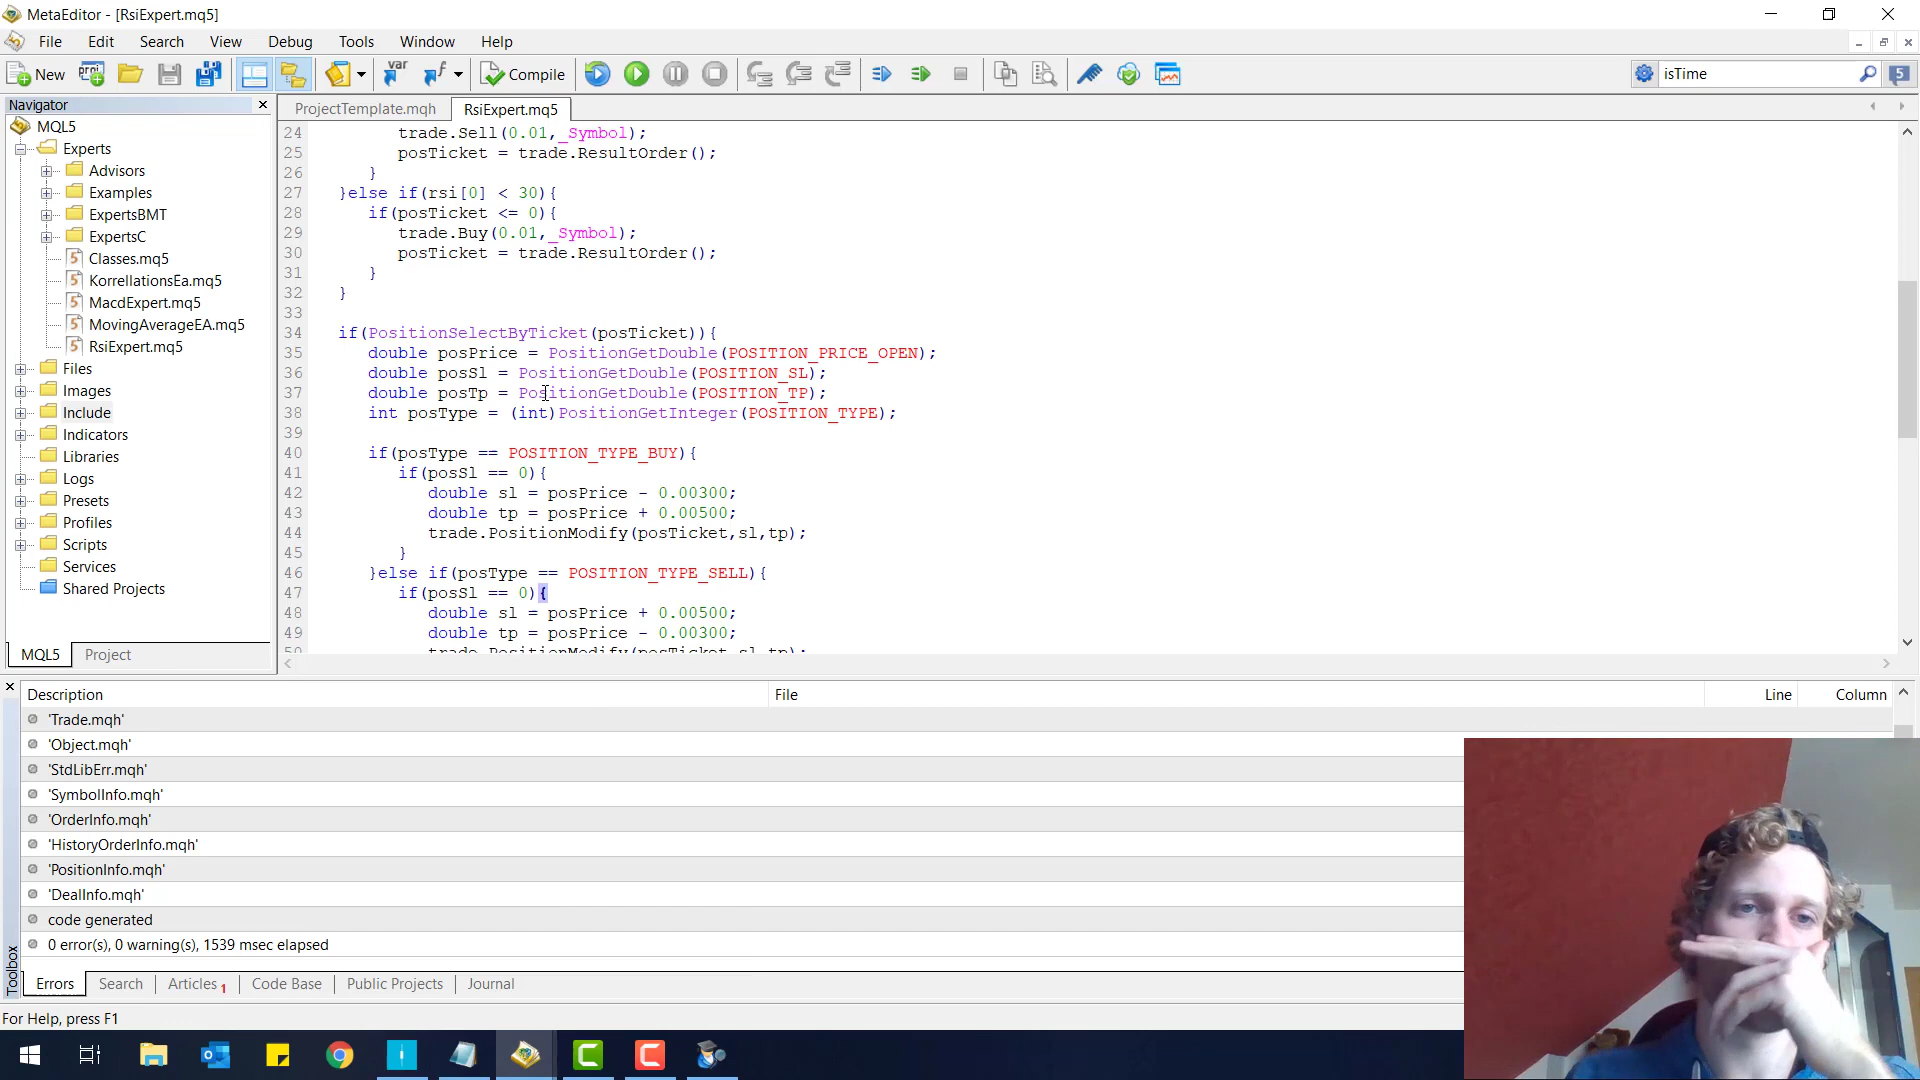 MetaEditor - [RsiExpert.mq5]
File Edit Search View Debug Tools Window Help
New Compile isTime 5
Navigator
ProjectTemplate.mqh RsiExpert.mq5
MQL5
Experts
Advisors
Examples
ExpertsBMT
ExpertsC
Classes.mq5
KorrellationsEa.mq5
MacdExpert.mq5
MovingAverageEA.mq5
RsiExpert.mq5
Files
Images
Include
Indicators
Libraries
Logs
Presets
Profiles
Scripts
Services
Shared Projects
MQL5 Project
24 trade.Sell(0.01,_Symbol);
25 posTicket = trade.ResultOrder();
26 }
27 }else if(rsi[0] < 30){
28 if(posTicket <= 0){
29 trade.Buy(0.01,_Symbol);
30 posTicket = trade.ResultOrder();
31 }
32 }
33
34 if(PositionSelectByTicket(posTicket)){
35 double posPrice = PositionGetDouble(POSITION_PRICE_OPEN);
36 double posSl = PositionGetDouble(POSITION_SL);
37 double posTp = PositionGetDouble(POSITION_TP);
38 int posType = (int)PositionGetInteger(POSITION_TYPE);
39
40 if(posType == POSITION_TYPE_BUY){
41 if(posSl == 0){
42 double sl = posPrice - 0.00300;
43 double tp = posPrice + 0.00500;
44 trade.PositionModify(posTicket,sl,tp);
45 }
46 }else if(posType == POSITION_TYPE_SELL){
47 if(posSl == 0){
48 double sl = posPrice + 0.00500;
49 double tp = posPrice - 0.00300;
50 trade.PositionModify(posTicket,sl,tp);
Description File Line Column
'Trade.mqh'
'Object.mqh'
'StdLibErr.mqh'
'SymbolInfo.mqh'
'OrderInfo.mqh'
'HistoryOrderInfo.mqh'
'PositionInfo.mqh'
'DealInfo.mqh'
code generated
0 error(s), 0 warning(s), 1539 msec elapsed
Toolbox
Errors Search Articles 1 Code Base Public Projects Journal
For Help, press F1